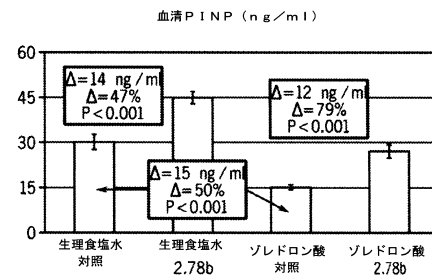 血清PINP(ng/ml)
60
45
30
15
0
Δ=14 ng/ml
Δ=47%
P<0.001
Δ=12 ng/ml
Δ=79%
P<0.001
Δ=15 ng/ml
Δ=50%
P<0.001
生理食塩水
対照
生理食塩水
2.78b
ゾレドロン酸
対照
ゾレドロン酸
2.78b